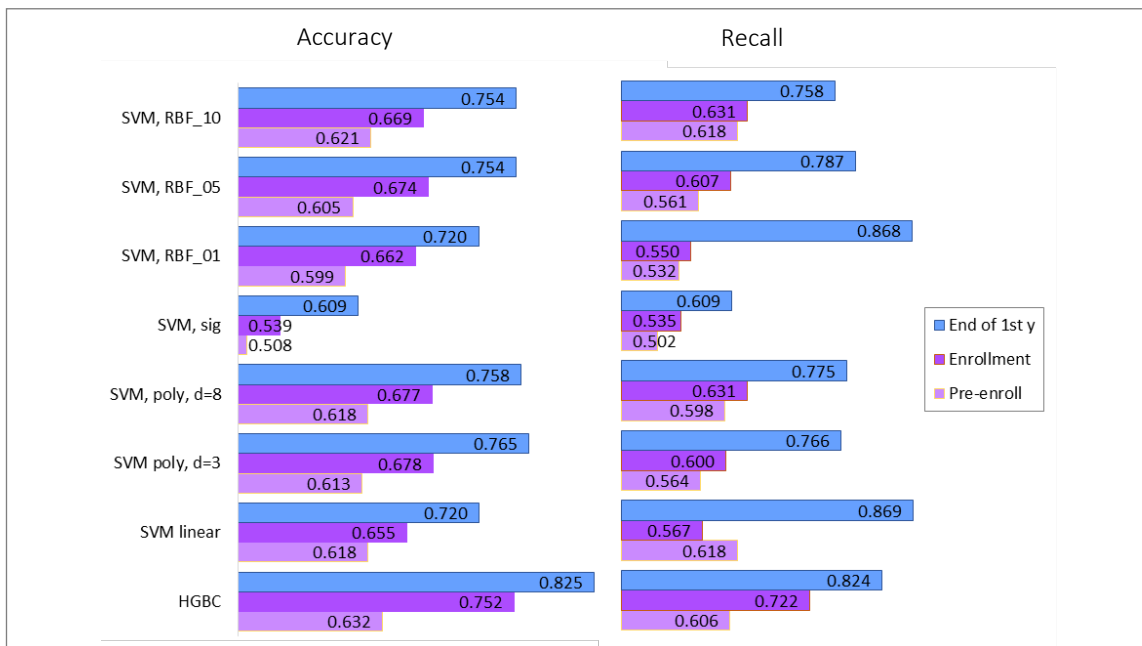 Accuracy Recall
SVM, RBF_10
0.754 0.758
0.669 0.631
0.621 0.618
SVM, RBF_05
0.754 0.787
0.674 0.607
0.605 0.561
SVM, RBF_01
0.720 0.868
0.662 0.550
0.599 0.532
SVM, sig
0.609 0.609
0.539 0.535
0.508 0.502
SVM, poly, d=8
0.758 0.775
0.677 0.631
0.618 0.598
SVM poly, d=3
0.765 0.766
0.678 0.600
0.613 0.564
SVM linear
0.720 0.869
0.655 0.567
0.618 0.618
HGBC
0.825 0.824
0.752 0.722
0.632 0.606
End of 1st y
Enrollment
Pre-enroll